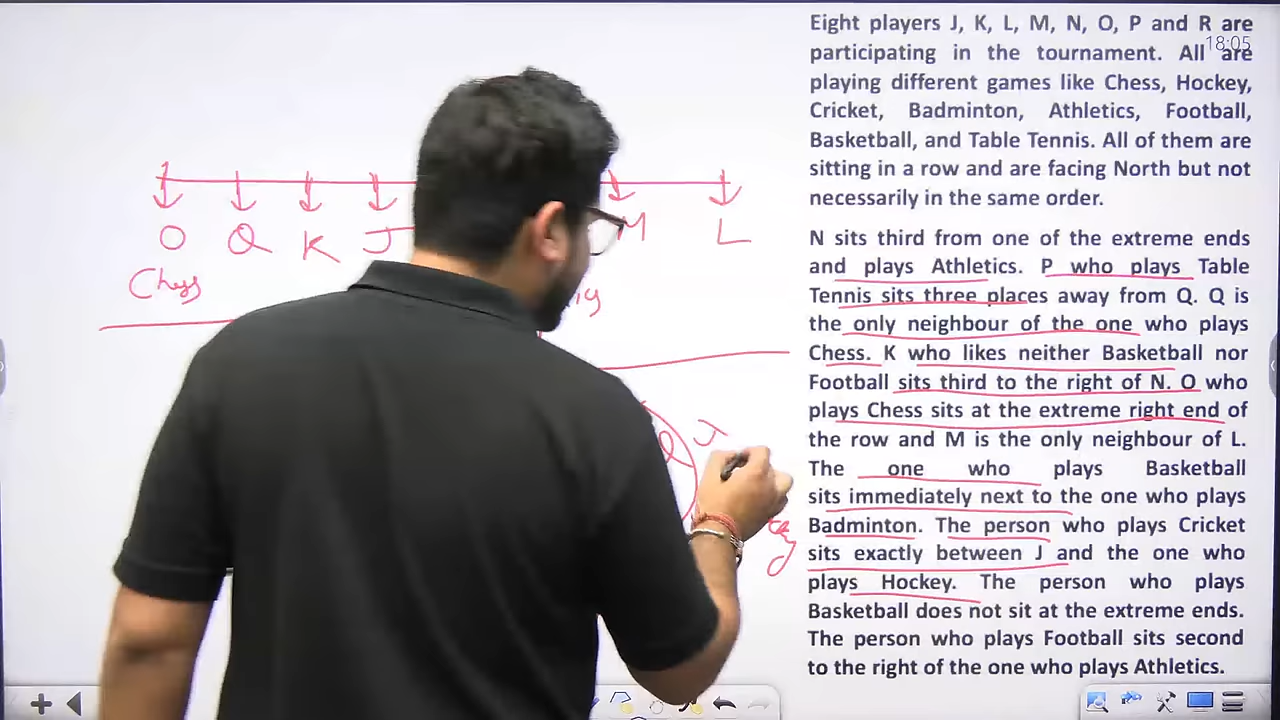 Eight players J, K, L, M, N, O, P and R are
participating in the tournament. All are
playing different games like Chess, Hockey,
Cricket, Badminton, Athletics, Football,
Basketball, and Table Tennis. All of them are
sitting in a row and are facing North but not
necessarily in the same order.
N sits third from one of the extreme ends
and plays Athletics. P who plays Table
Tennis sits three places away from Q. Q is
the only neighbour of the one who plays
Chess. K who likes neither Basketball nor
Football sits third to the right of N. O who
plays Chess sits at the extreme right end of
the row and M is the only neighbour of L.
The one who plays Basketball
sits immediately next to the one who plays
Badminton. The person who plays Cricket
sits exactly between J and the one who
plays Hockey. The person who plays
Basketball does not sit at the extreme ends.
The person who plays Football sits second
to the right of the one who plays Athletics.
18:05
O Q K J M L
Chess
Q J